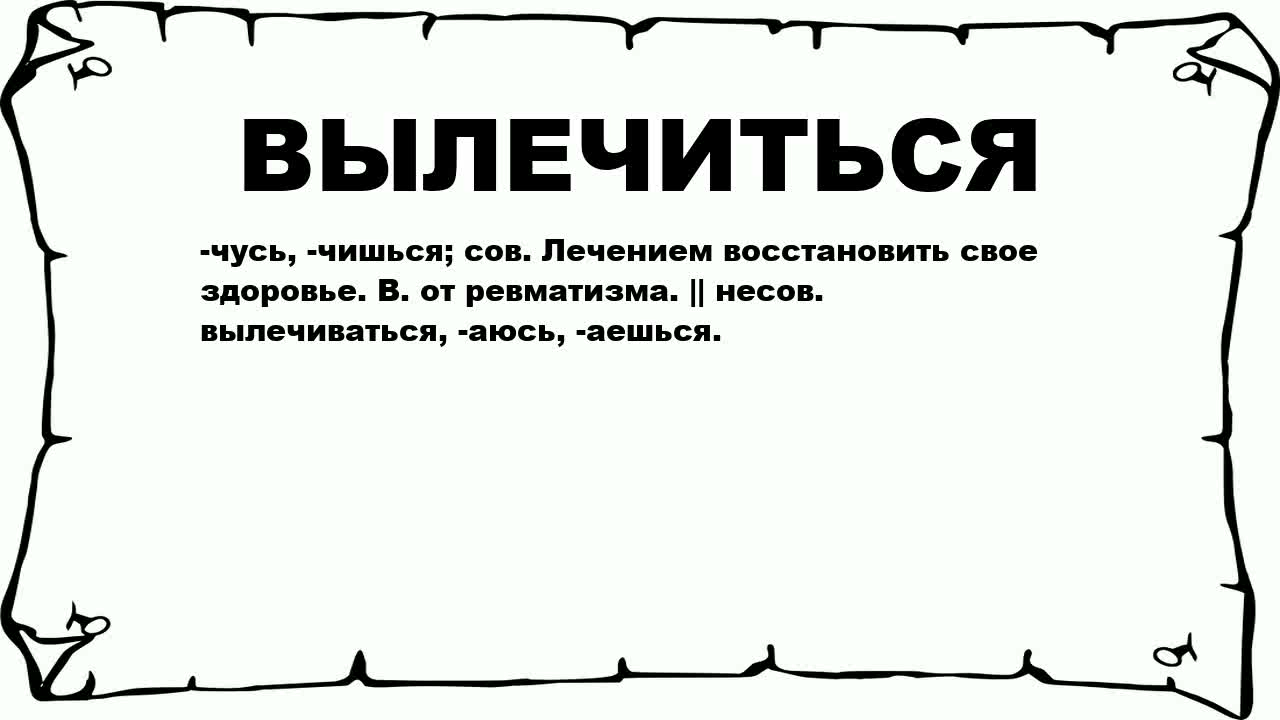 ВЫЛЕЧИТЬСЯ
-чусь, -чишься; сов. Лечением восстановить свое
здоровье. В. от ревматизма. || несов.
вылечиваться, -аюсь, -аешься.